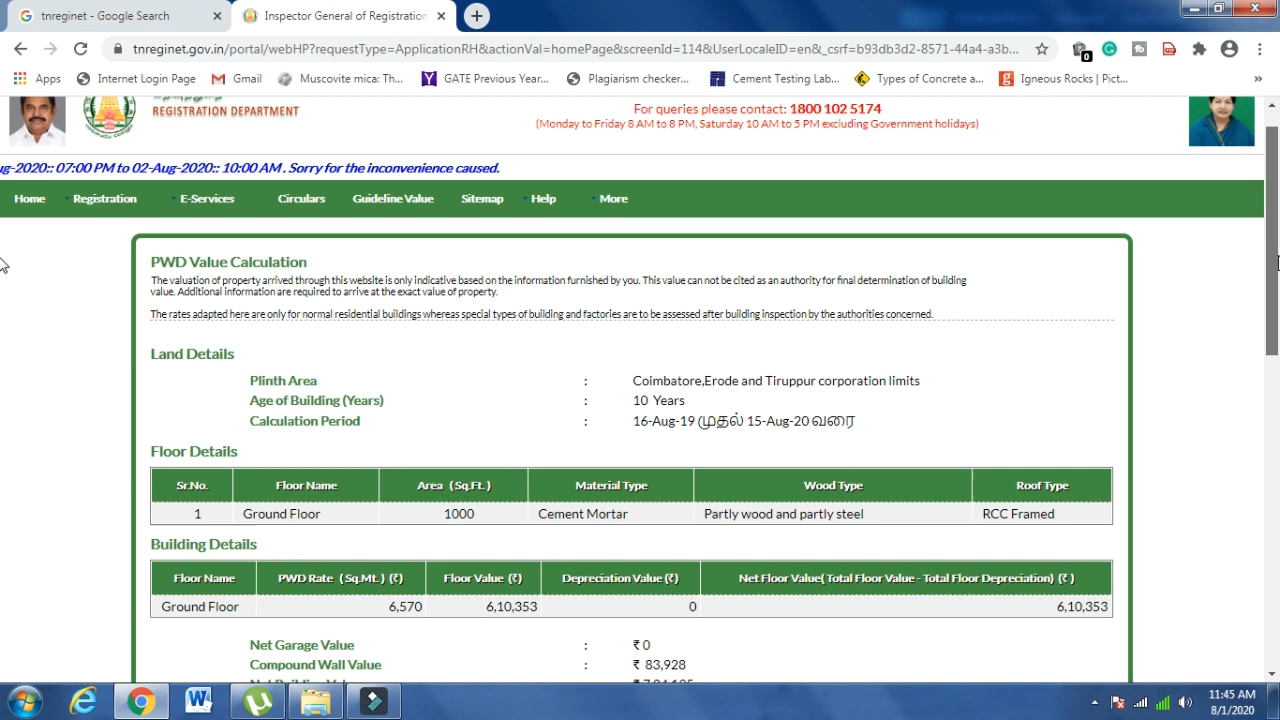 tnreginet - Google Search
Inspector General of Registration
tnreginet.gov.in/portal/webHP?requestType=ApplicationRH&actionVal=homePage&screenId=114&UserLocaleID=en&_csrf=b93db3d2-8571-44a4-a3b...
0
Apps Internet Login Page Gmail Muscovite mica: Th... GATE Previous Year... Plagiarism checker... Cement Testing Lab... Types of Concrete a... Igneous Rocks | Pict... »
REGISTRATION DEPARTMENT
For queries please contact: 1800 102 5174
(Monday to Friday 8 AM to 8 PM, Saturday 10 AM to 5 PM excluding Government holidays)
ug-2020:: 07:00 PM to 02-Aug-2020:: 10:00 AM . Sorry for the inconvenience caused.
Home Registration E-Services Circulars Guideline Value Sitemap Help More
PWD Value Calculation
The valuation of property arrived through this website is only indicative based on the information furnished by you. This value can not be cited as an authority for final determination of building
value. Additional information are required to arrive at the exact value of property.
The rates adapted here are only for normal residential buildings whereas special types of building and factories are to be assessed after building inspection by the authorities concerned.
Land Details
Plinth Area : Coimbatore,Erode and Tiruppur corporation limits
Age of Building (Years) : 10 Years
Calculation Period : 16-Aug-19 முதல் 15-Aug-20 வரை
Floor Details
Sr.No. Floor Name Area ( Sq.Ft. ) Material Type Wood Type Roof Type
1 Ground Floor 1000 Cement Mortar Partly wood and partly steel RCC Framed
Building Details
Floor Name PWD Rate ( Sq.Mt. ) (₹) Floor Value (₹) Depreciation Value (₹) Net Floor Value( Total Floor Value - Total Floor Depreciation) (₹ )
Ground Floor 6,570 6,10,353 0 6,10,353
Net Garage Value : ₹ 0
Compound Wall Value : ₹ 83,928
11:45 AM
8/1/2020